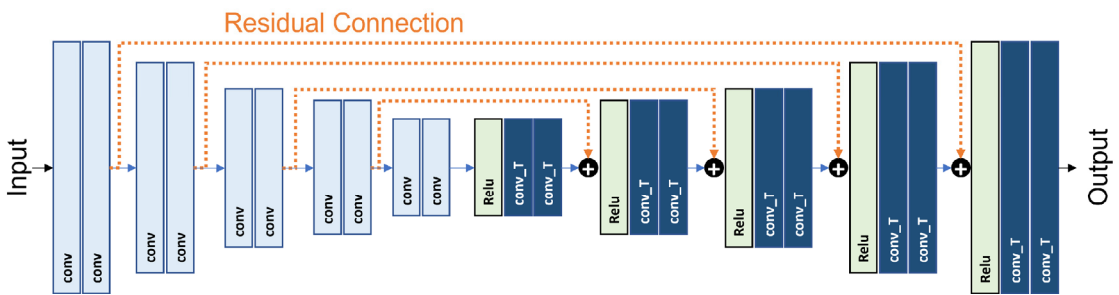 Residual Connection
Input
conv
conv
conv
conv
conv
conv
conv
conv
conv
conv
Relu
conv_T
conv_T
+
Relu
conv_T
conv_T
+
Relu
conv_T
conv_T
+
Relu
conv_T
conv_T
+
Relu
conv_T
conv_T
Output